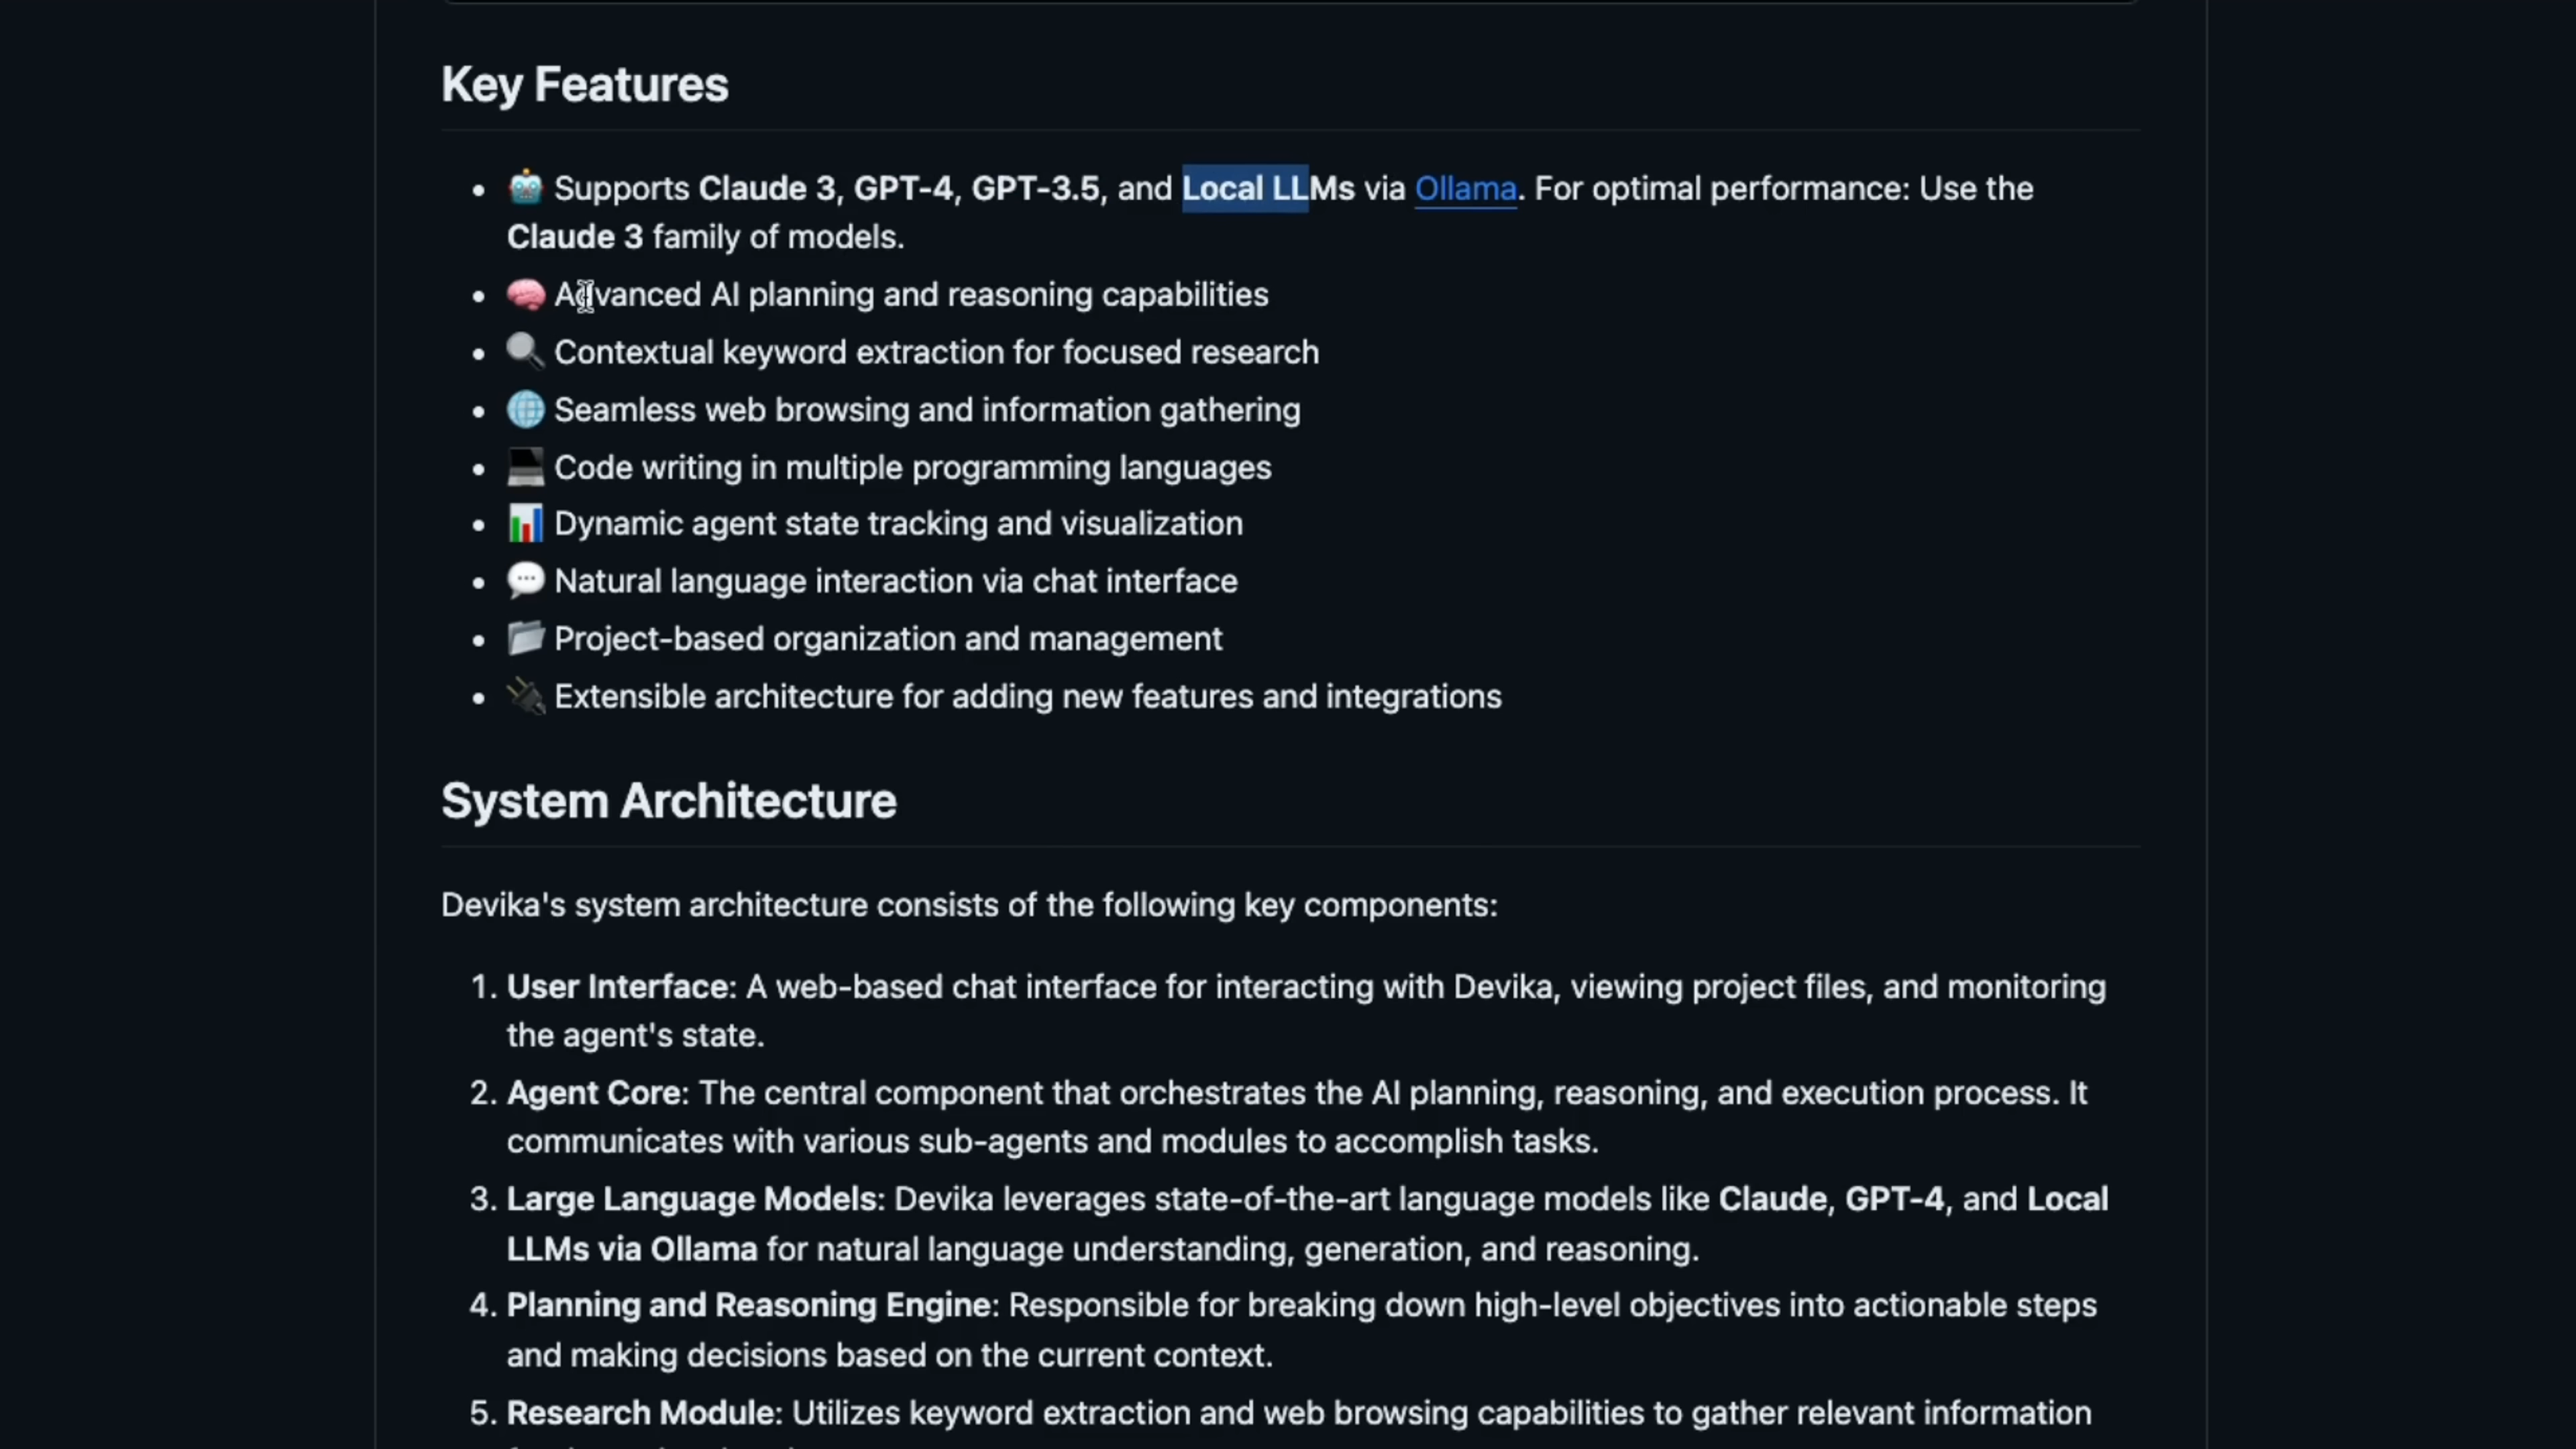 Key Features
Supports Claude 3, GPT-4, GPT-3.5, and Local LLMs via Ollama. For optimal performance: Use the
Claude 3 family of models.
Advanced AI planning and reasoning capabilities
Contextual keyword extraction for focused research
Seamless web browsing and information gathering
Code writing in multiple programming languages
Dynamic agent state tracking and visualization
Natural language interaction via chat interface
Project-based organization and management
Extensible architecture for adding new features and integrations
System Architecture
Devika's system architecture consists of the following key components:
1. User Interface: A web-based chat interface for interacting with Devika, viewing project files, and monitoring
the agent's state.
2. Agent Core: The central component that orchestrates the AI planning, reasoning, and execution process. It
communicates with various sub-agents and modules to accomplish tasks.
3. Large Language Models: Devika leverages state-of-the-art language models like Claude, GPT-4, and Local
LLMs via Ollama for natural language understanding, generation, and reasoning.
4. Planning and Reasoning Engine: Responsible for breaking down high-level objectives into actionable steps
and making decisions based on the current context.
5. Research Module: Utilizes keyword extraction and web browsing capabilities to gather relevant information